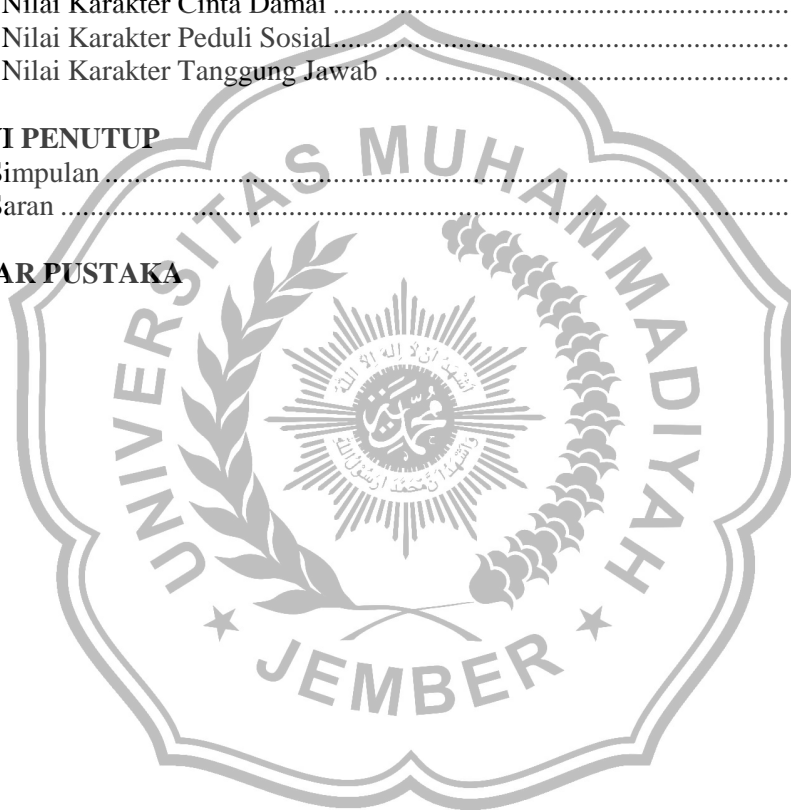 Nilai Karakter Cinta Damai ................................................................
Nilai Karakter Peduli Sosial................................................................
Nilai Karakter Tanggung Jawab ........................................................
I PENUTUP
Simpulan ................................................................................................
Saran ......................................................................................................
AR PUSTAKA
UNIVERSITAS MUHAMMADIYAH
JEMBER